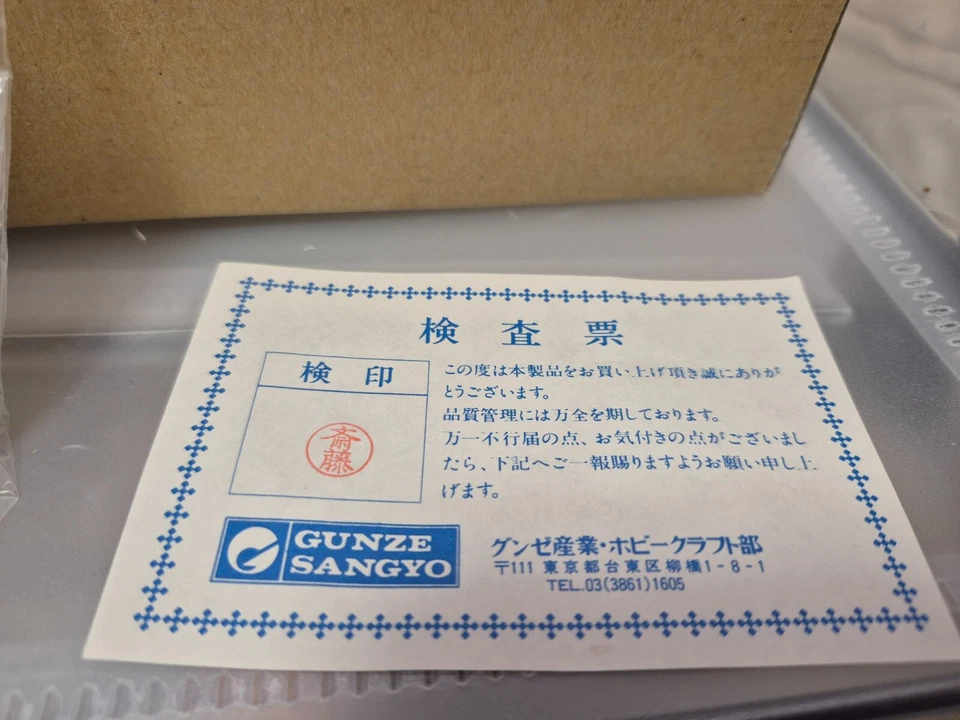 検査票
検印
斎藤
この度は本製品をお買い上げ頂き誠にありが
とうございます。
品質管理には万全を期しております。
万一不行届の点、お気付きの点がございまし
たら、下記へご一報賜りますようお願い申し上
げます。
GUNZE
SANGYO
グンゼ産業・ホビークラフト部
〒111 東京都台東区柳橋1-8-1
TEL.03(3861)1605